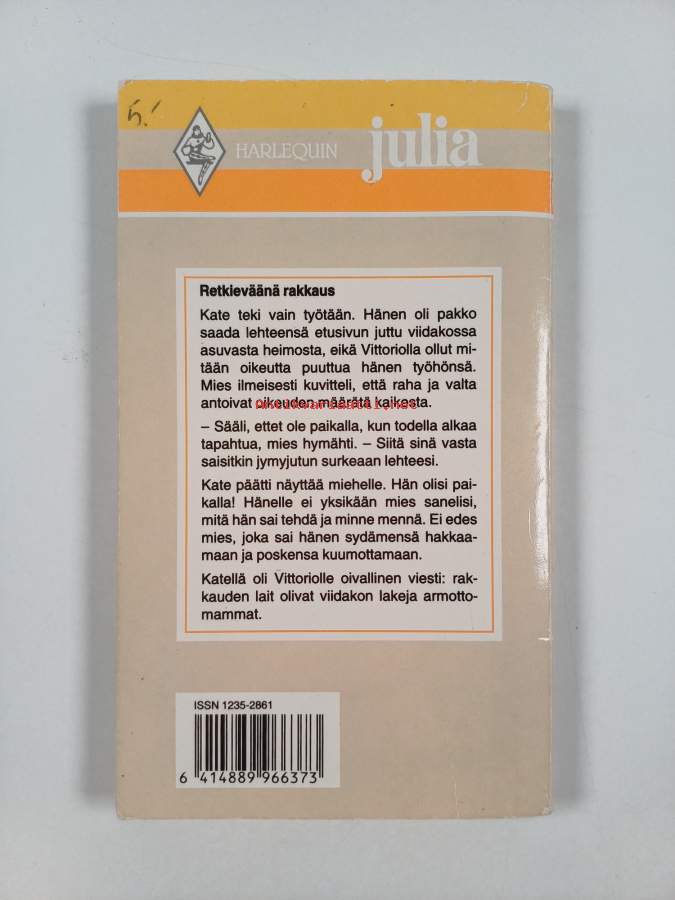 5.-
HARLEQUIN julia
Retkieväänä rakkaus
Kate teki vain työtään. Hänen oli pakko
saada lehteensä etusivun juttu viidakossa
asuvasta heimosta, eikä Vittoriolla ollut mi-
tään oikeutta puuttua hänen työhönsä.
Mies ilmeisesti kuvitteli, että raha ja valta
antoivat oikeuden määrätä kaikesta.
Antikvariaatti.net
– Sääli, ettet ole paikalla, kun todella alkaa
tapahtua, mies hymähti. – Siitä sinä vasta
saisitkin jymyjutun surkeaan lehteesi.
Kate päätti näyttää miehelle. Hän olisi pai-
kalla! Hänelle ei yksikään mies sanelisi,
mitä hän sai tehdä ja minne mennä. Ei edes
mies, joka sai hänen sydämensä hakkaa-
maan ja poskensa kuumottamaan.
Katellä oli Vittoriolle oivallinen viesti: rak-
kauden lait olivat viidakon lakeja armotto-
mammat.
ISSN 1235-2861
6 414889 966373